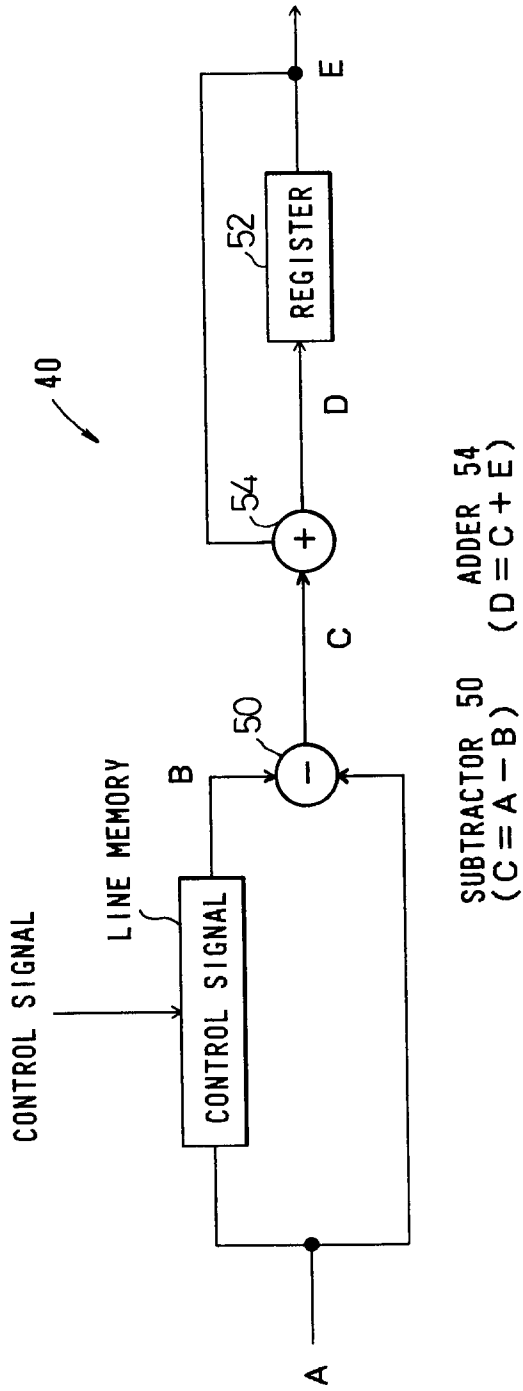 40
CONTROL SIGNAL
LINE MEMORY
CONTROL SIGNAL
A
B
50
C
54
D
52
REGISTER
E
SUBTRACTOR 50
(C=A-B)
ADDER 54
(D=C+E)
-
+